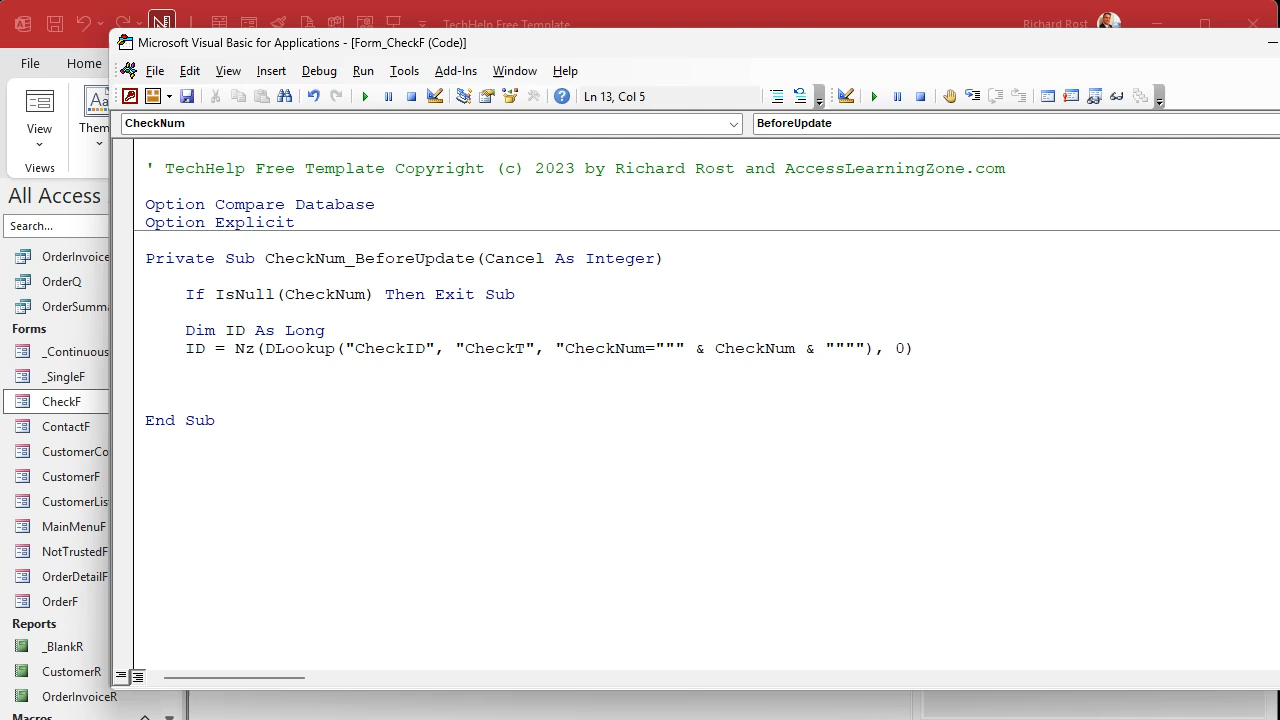 TechHelp Free Template
Richard Rost
Microsoft Visual Basic for Applications - [Form_CheckF (Code)]
File Home
File Edit View Insert Debug Run Tools Add-Ins Window Help
Ln 13, Col 5
View
Them
Views
CheckNum
BeforeUpdate
All Access
Search...
OrderInvoice
OrderQ
OrderSumma
Forms
_Continuous
_SingleF
CheckF
ContactF
CustomerCo
CustomerF
CustomerLis
MainMenuF
NotTrustedF
OrderDetailF
OrderF
Reports
_BlankR
CustomerR
OrderInvoiceR
Macros
' TechHelp Free Template Copyright (c) 2023 by Richard Rost and AccessLearningZone.com
Option Compare Database
Option Explicit
Private Sub CheckNum_BeforeUpdate(Cancel As Integer)
If IsNull(CheckNum) Then Exit Sub
Dim ID As Long
ID = Nz(DLookup("CheckID", "CheckT", "CheckNum=""" & CheckNum & """"), 0)
End Sub